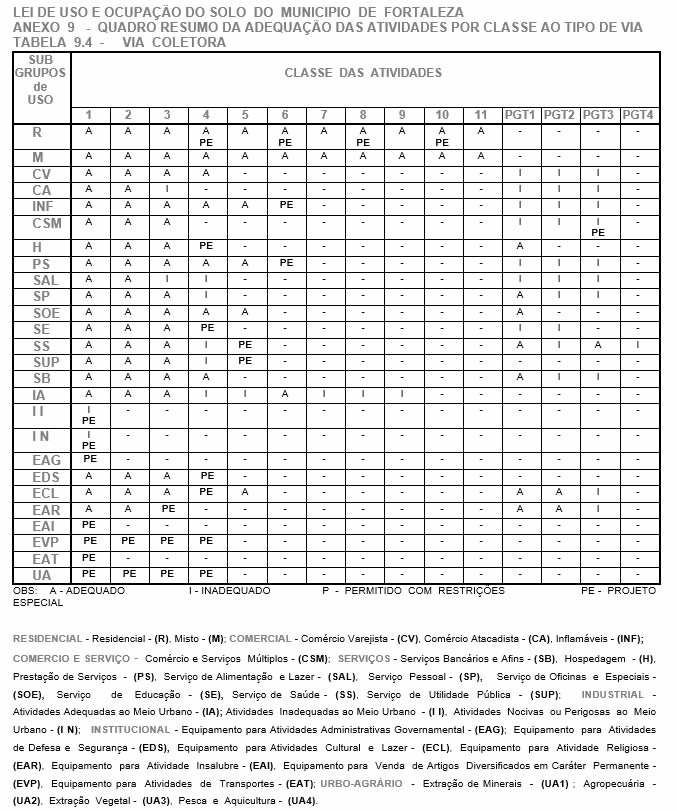 LEI DE USO E OCUPAÇÃO DO SOLO DO MUNICIPIO DE FORTALEZA
ANEXO 9 - QUADRO RESUMO DA ADEQUAÇÃO DAS ATIVIDADES POR CLASSE AO TIPO DE VIA
TABELA 9.4 - VIA COLETORA
SUB GRUPOS de USO CLASSE DAS ATIVIDADES
1 2 3 4 5 6 7 8 9 10 11 PGT1 PGT2 PGT3 PGT4
R A A A A PE A A PE A A PE A A PE A - - - -
M A A A A A A A A A A A - - - -
CV A A A A - - - - - - - I I I -
CA A A I - - - - - - - - I I I -
INF A A A A A PE - - - - - I I I -
CSM A A A - - - - - - - - I I I PE -
H A A A PE - - - - - - - A - - -
PS A A A A A PE - - - - - I I I -
SAL A A I I - - - - - - - I I I -
SP A A A I - - - - - - - A I I -
SOE A A A A A - - - - - - A - - -
SE A A A PE - - - - - - - I I - -
SS A A A I PE - - - - - - A I A I
SUP A A A I PE - - - - - - - - - -
SB A A A A - - - - - - - A I I -
IA A A A I I A I I I - - - - - -
I I I PE - - - - - - - - - - - - - -
I N I PE - - - - - - - - - - - - - -
EAG PE - - - - - - - - - - - - - -
EDS A A A PE - - - - - - - - - - -
ECL A A A PE A - - - - - - A A I -
EAR A A PE - - - - - - - - A A I -
EAI PE - - - - - - - - - - - - - -
EVP PE PE PE PE - - - - - - - - - - -
EAT PE - - - - - - - - - - - - - -
UA PE PE PE PE - - - - - - - - - - -
OBS: A - ADEQUADO I - INADEQUADO P - PERMITIDO COM RESTRIÇÕES PE - PROJETO
ESPECIAL
RESIDENCIAL - Residencial - (R), Misto - (M); COMERCIAL - Comércio Varejista - (CV), Comércio Atacadista - (CA), Inflamáveis - (INF);
COMERCIO E SERVIÇO - Comércio e Serviços Múltiplos - (CSM); SERVIÇOS - Serviços Bancários e Afins - (SB), Hospedagem - (H),
Prestação de Serviços - (PS), Serviço de Alimentação e Lazer - (SAL), Serviço Pessoal - (SP), Serviço de Oficinas e Especiais -
(SOE), Serviço de Educação - (SE), Serviço de Saúde - (SS), Serviço de Utilidade Pública - (SUP); INDUSTRIAL -
Atividades Adequadas ao Meio Urbano - (IA); Atividades Inadequadas ao Meio Urbano - (I I), Atividades Nocivas ou Perigosas ao Meio
Urbano - (I N); INSTITUCIONAL - Equipamento para Atividades Administrativas Governamental - (EAG); Equipamento para Atividades
de Defesa e Segurança - (EDS), Equipamento para Atividades Cultural e Lazer - (ECL), Equipamento para Atividade Religiosa -
(EAR), Equipamento para Atividade Insalubre - (EAI), Equipamento para Venda de Artigos Diversificados em Caráter Permanente -
(EVP), Equipamento para Atividades de Transportes - (EAT); URBO-AGRÁRIO - Extração de Minerais - (UA1) ; Agropecuária -
(UA2), Extração Vegetal - (UA3), Pesca e Aquicultura - (UA4).